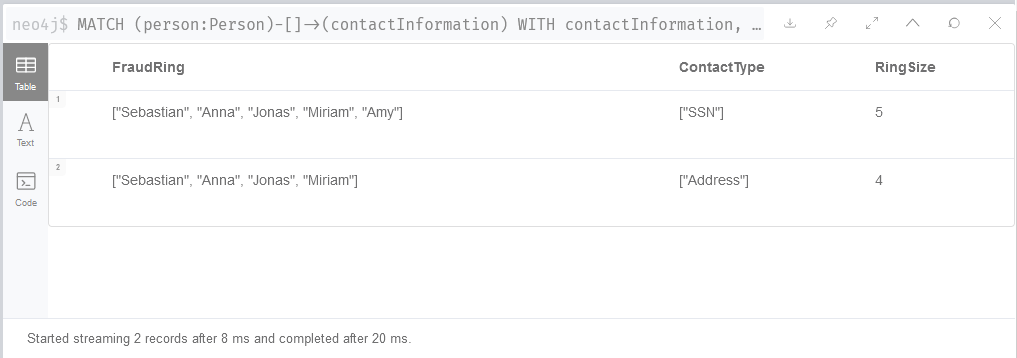 neo4j$ MATCH (person:Person)-[]->(contactInformation) WITH contactInformation, …
Table
Text
Code
FraudRing ContactType RingSize
1
["Sebastian", "Anna", "Jonas", "Miriam", "Amy"] ["SSN"] 5
2
["Sebastian", "Anna", "Jonas", "Miriam"] ["Address"] 4
Started streaming 2 records after 8 ms and completed after 20 ms.